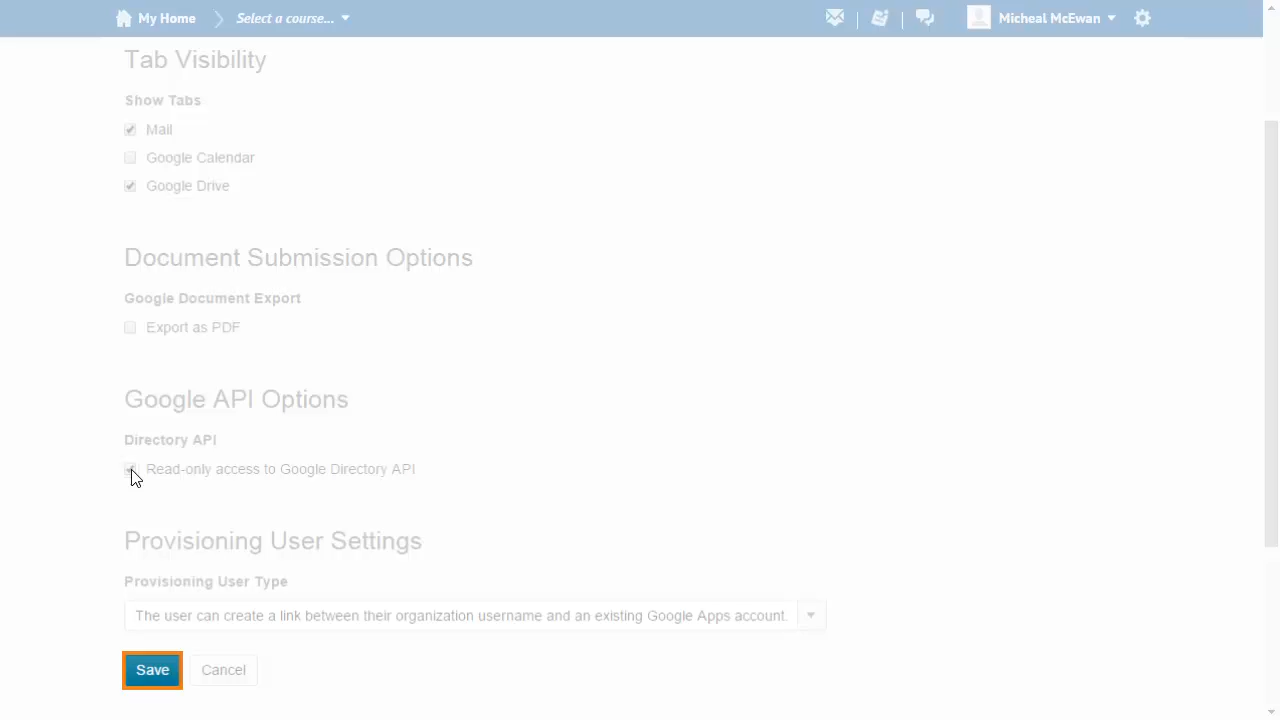 My Home Select a course... Micheal McEwan
Tab Visibility
Show Tabs
Mail
Google Calendar
Google Drive
Document Submission Options
Google Document Export
Export as PDF
Google API Options
Directory API
Read-only access to Google Directory API
Provisioning User Settings
Provisioning User Type
The user can create a link between their organization username and an existing Google Apps account.
Save Cancel